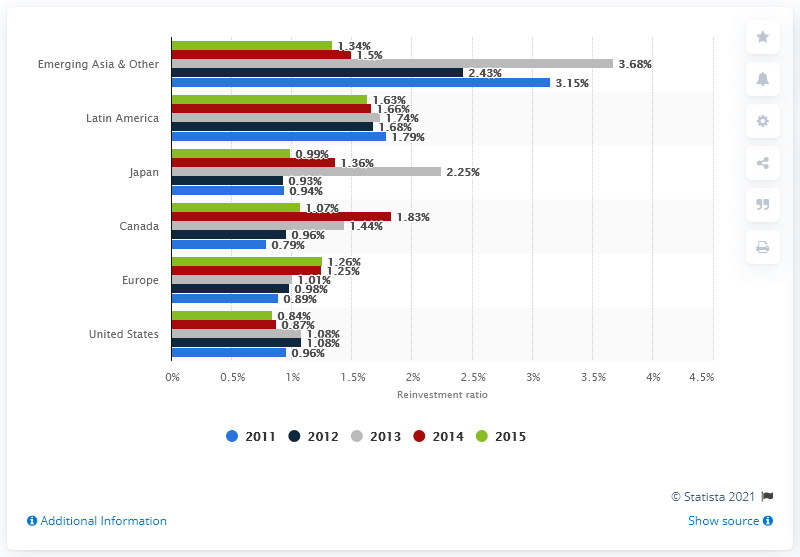 Emerging Asia & Other
1.34%
1.5%
3.68%
2.43%
3.15%
Latin America
1.63%
1.66%
1.74%
1.68%
1.79%
Japan
0.99%
1.36%
2.25%
0.93%
0.94%
Canada
1.07%
1.83%
1.44%
0.96%
0.79%
Europe
1.26%
1.25%
1.01%
0.98%
0.89%
United States
0.84%
0.87%
1.08%
1.08%
0.96%
0% 0.5% 1% 1.5% 2% 2.5% 3% 3.5% 4% 4.5%
Reinvestment ratio
2011 2012 2013 2014 2015
© Statista 2021
Additional Information Show source